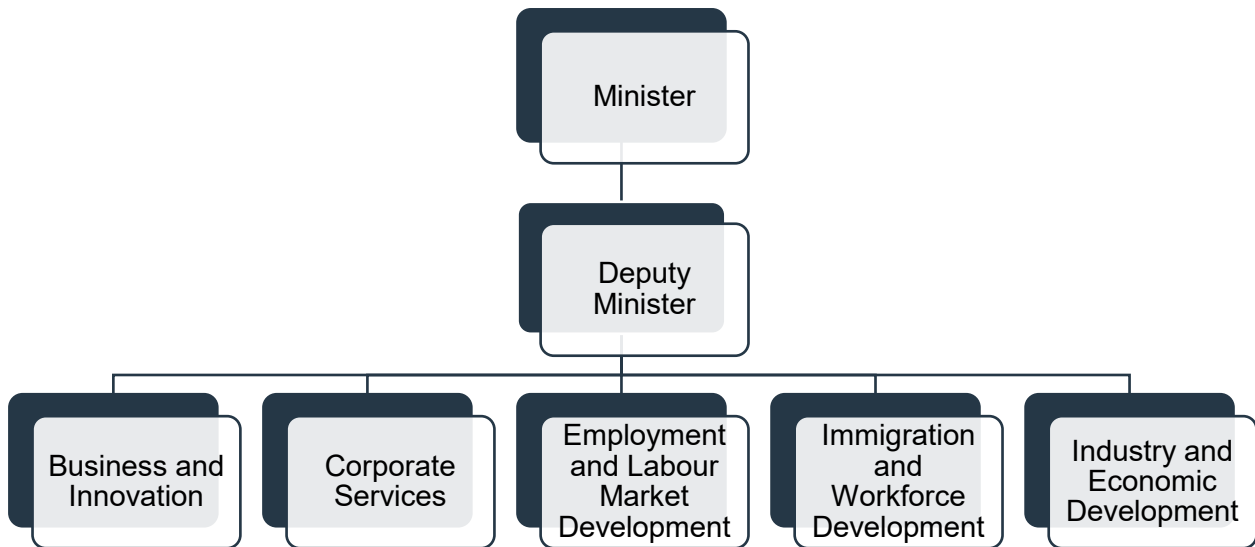 Minister
Deputy
Minister
Business and
Innovation
Corporate
Services
Employment
and Labour
Market
Development
Immigration
and
Workforce
Development
Industry and
Economic
Development